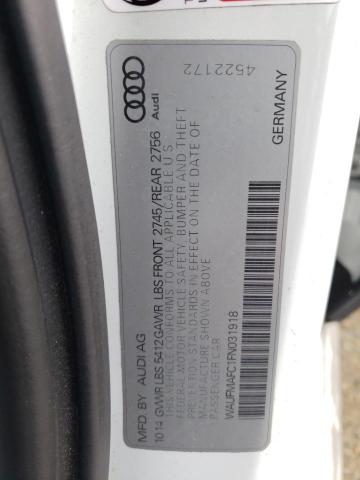 4522172
Audi
GERMANY
MFD. BY AUDI AG
10 14 GVWR LBS 5412 GAWR LBS FRONT 2745/REAR 2756
THIS VEHICLE CONFORMS TO ALL APPLICABLE U S
FEDERAL MOTOR VEHICLE SAFETY, BUMPER AND THEFT
PREVENTION STANDARDS IN EFFECT ON THE DATE OF
MANUFACTURE SHOWN ABOVE
PASSENGER CAR
WAUFMAFC1FN031918